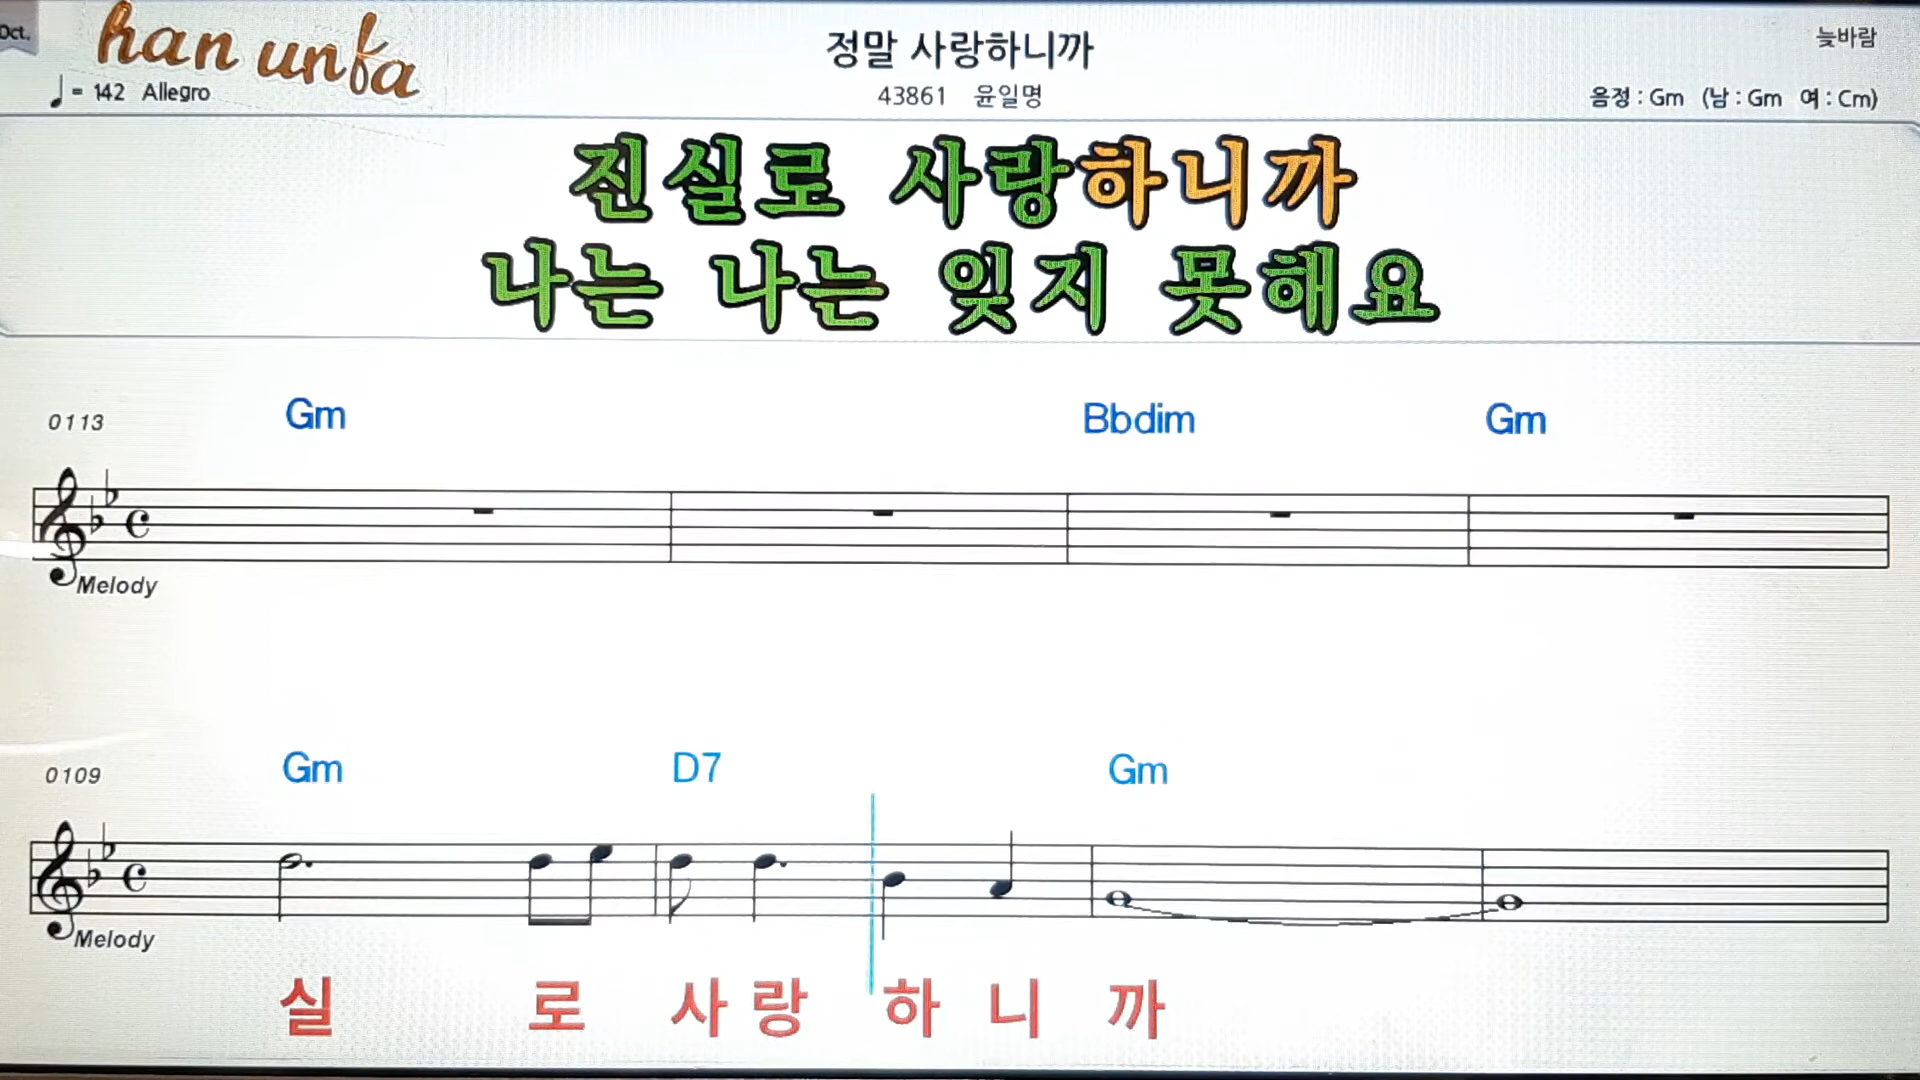 Oct.
han unfa
정말 사랑하니까
늦바람
♩= 142 Allegro
43861 윤일명
음정 : Gm (남 : Gm 여 : Cm)
진실로 사랑하니까
나는 나는 잊지 못해요
0113 Gm Bbdim Gm
Melody
0109 Gm D7 Gm
Melody
실 로 사 랑 하 니 까